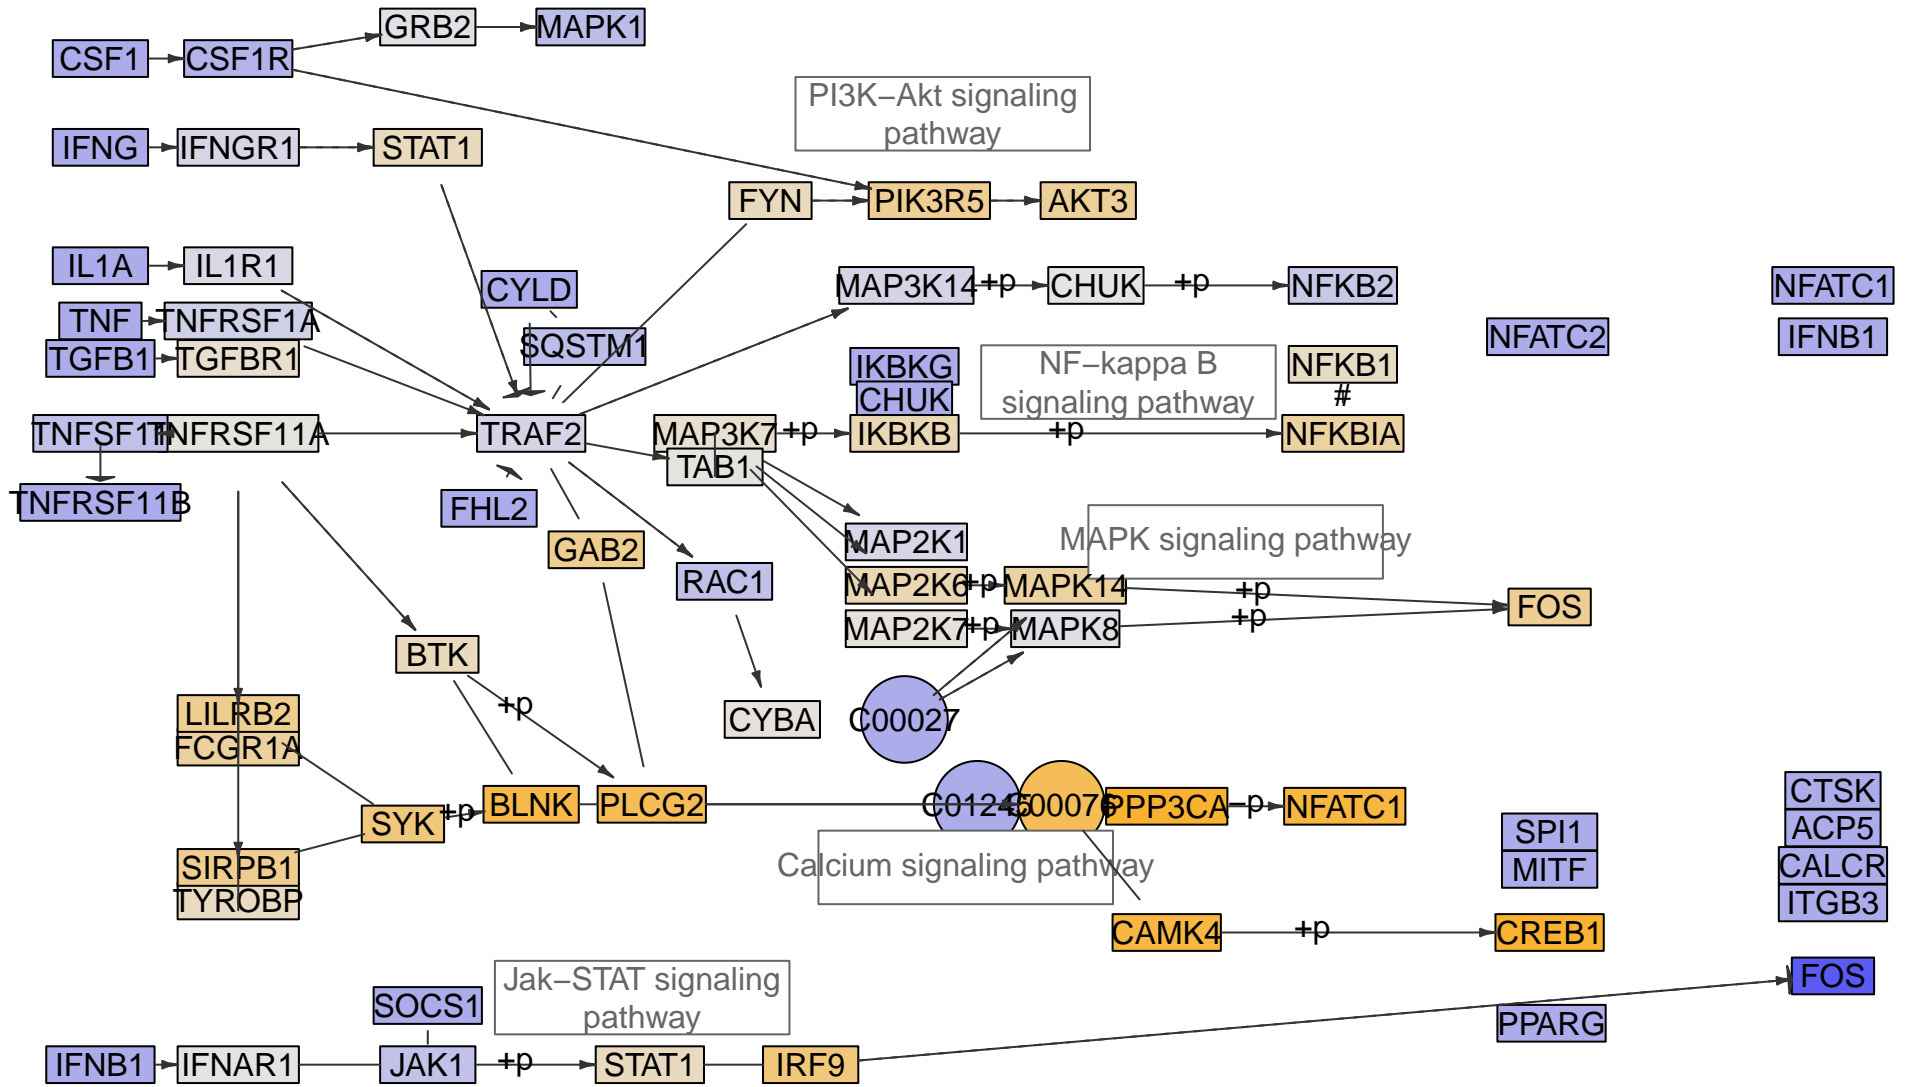 GRB2
MAPK1
CSF1
CSF1R
PI3K−Akt signaling
pathway
IFNG
IFNGR1
STAT1
FYN
PIK3R5
AKT3
IL1A
IL1R1
CYLD
MAP3K14
+p
CHUK
+p
NFKB2
NFATC1
TNF
TNFRSF1A
SQSTM1
NFATC2
IFNB1
TGFB1
TGFBR1
IKBKG
NF−kappa B
signaling pathway
NFKB1
#
CHUK
TNFRSF11A
TRAF2
MAP3K7
+p
IKBKB
+p
NFKBIA
TAB1
TNFRSF11B
FHL2
GAB2
MAP2K1
MAPK signaling pathway
RAC1
MAP2K6
+p
MAPK14
+p
FOS
MAP2K7
+p
MAPK8
+p
BTK
+p
LILRB2
FCGR1A
CYBA
C00027
SYK
+p
BLNK
PLCG2
C01245
C00076
PPP3CA
−p
NFATC1
CTSK
ACP5
SPI1
MITF
CALCR
ITGB3
Calcium signaling pathway
SIRPB1
TYROBP
CAMK4
+p
CREB1
Jak−STAT signaling
pathway
FOS
SOCS1
PPARG
IFNB1
IFNAR1
JAK1
+p
STAT1
IRF9